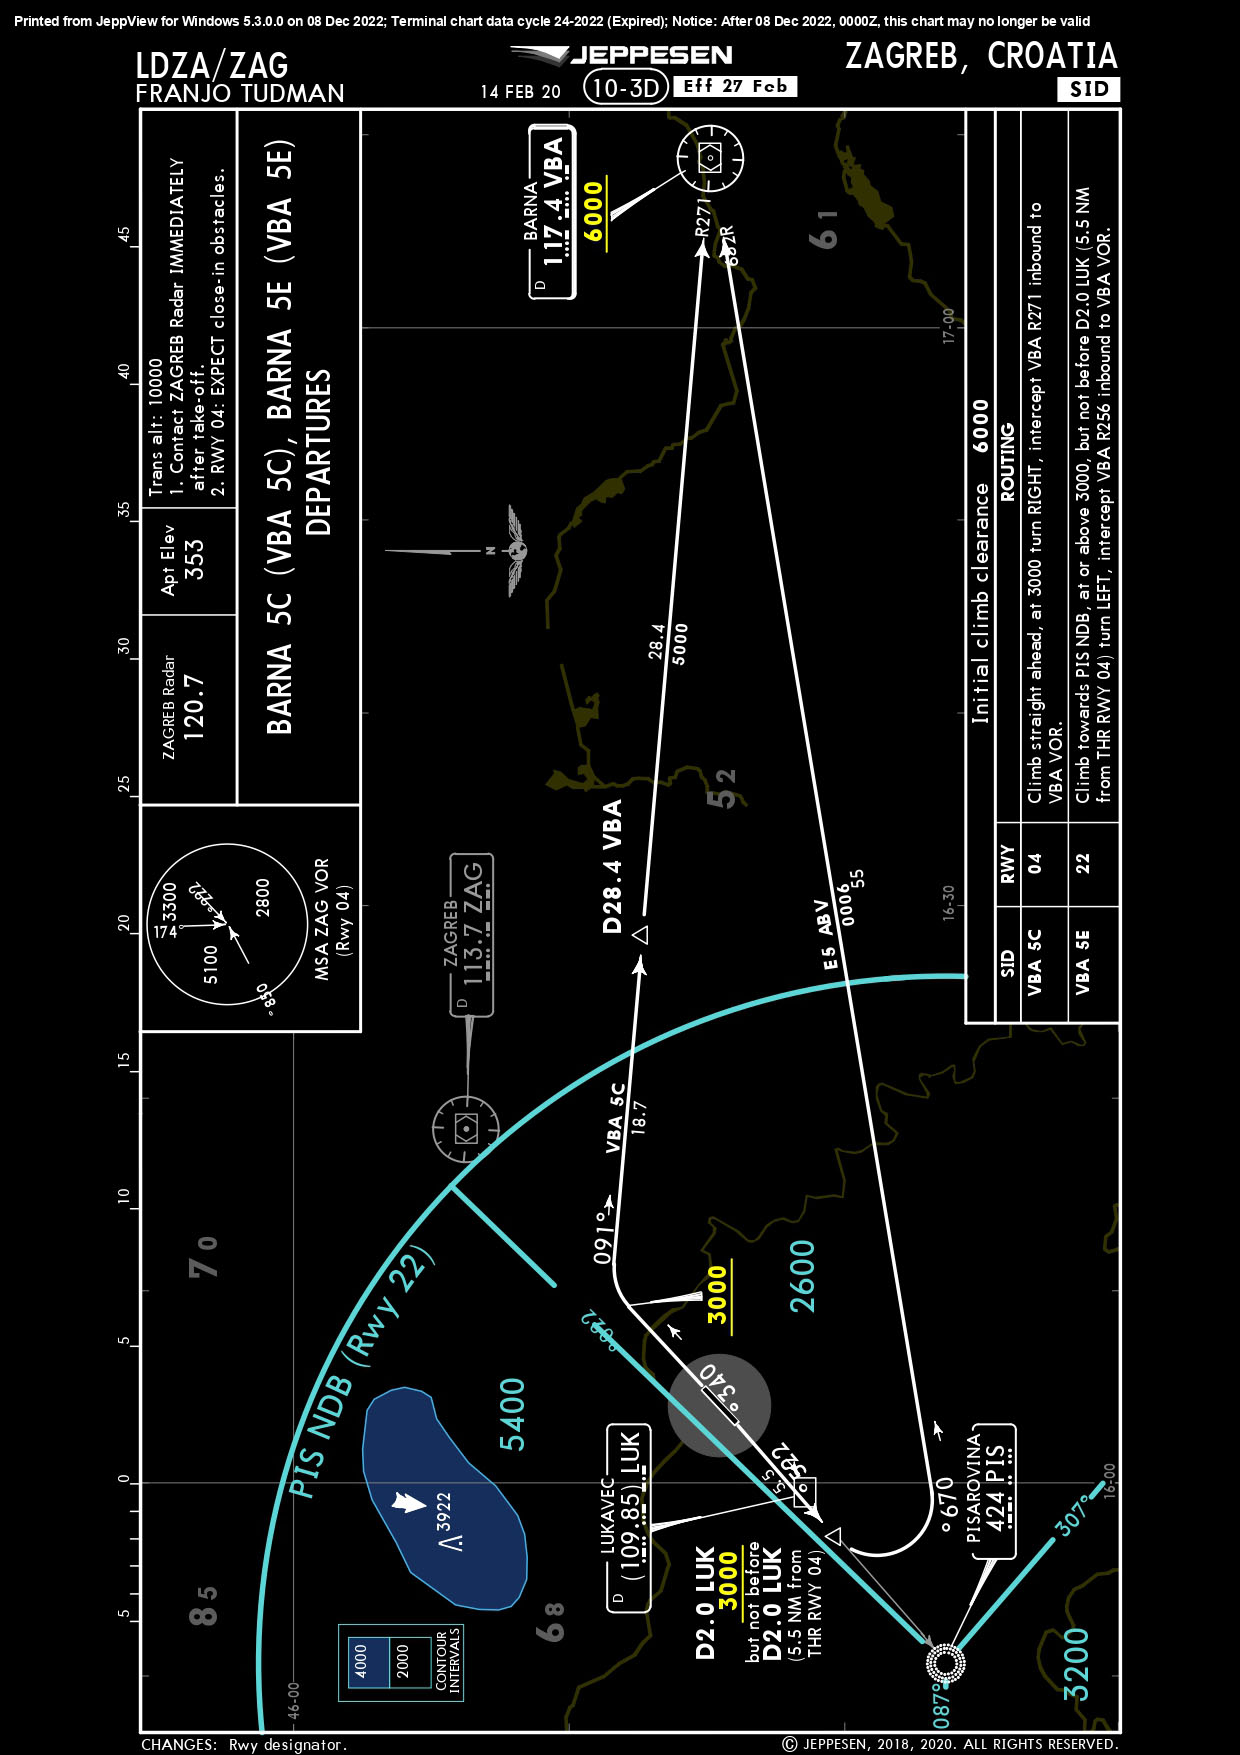 Printed from JeppView for Windows 5.3.0.0 on 08 Dec 2022; Terminal chart data cycle 24-2022 (Expired); Notice: After 08 Dec 2022, 0000Z, this chart may no longer be valid
LDZA/ZAG
FRANJO TUDMAN
JEPPESEN
14 FEB 20
10-3D
Eff 27 Feb
ZAGREB, CROATIA
SID
ZAGREB Radar
120.7
Apt Elev
353
Trans alt: 10000
1. Contact ZAGREB Radar IMMEDIATELY
after take-off.
2. RWY 04: EXPECT close-in obstacles.
BARNA 5C (VBA 5C), BARNA 5E (VBA 5E)
DEPARTURES
174°
3300
2800
5100
MSA ZAG VOR
(Rwy 04)
5
0
5
10
15
20
25
30
35
40
45
BARNA
D
117.4 VBA
6000
R271
61
17-00
N
28.4
5000
52
D28.4 VBA
ZAGREB
D
113.7 ZAG
16-30
VBA 5C
18.7
091°
3000
2600
70
PIS NDB (Rwy 22)
5400
3922
85
68
4000
2000
CONTOUR
INTERVALS
46-00
LUKAVEC
D
(109.85) LUK
5.5
D2.0 LUK
3000
but not before
D2.0 LUK
(5.5 NM from
THR RWY 04)
PISAROVINA
424 PIS
307°
16-00
087°
3200
Initial climb clearance 6000
SID
RWY
ROUTING
VBA 5C
04
Climb straight ahead, at 3000 turn RIGHT, intercept VBA R271 inbound to
VBA VOR.
VBA 5E
22
Climb towards PIS NDB, at or above 3000, but not before D2.0 LUK (5.5 NM
from THR RWY 04) turn LEFT, intercept VBA R256 inbound to VBA VOR.
CHANGES: Rwy designator.
© JEPPESEN, 2018, 2020. ALL RIGHTS RESERVED.